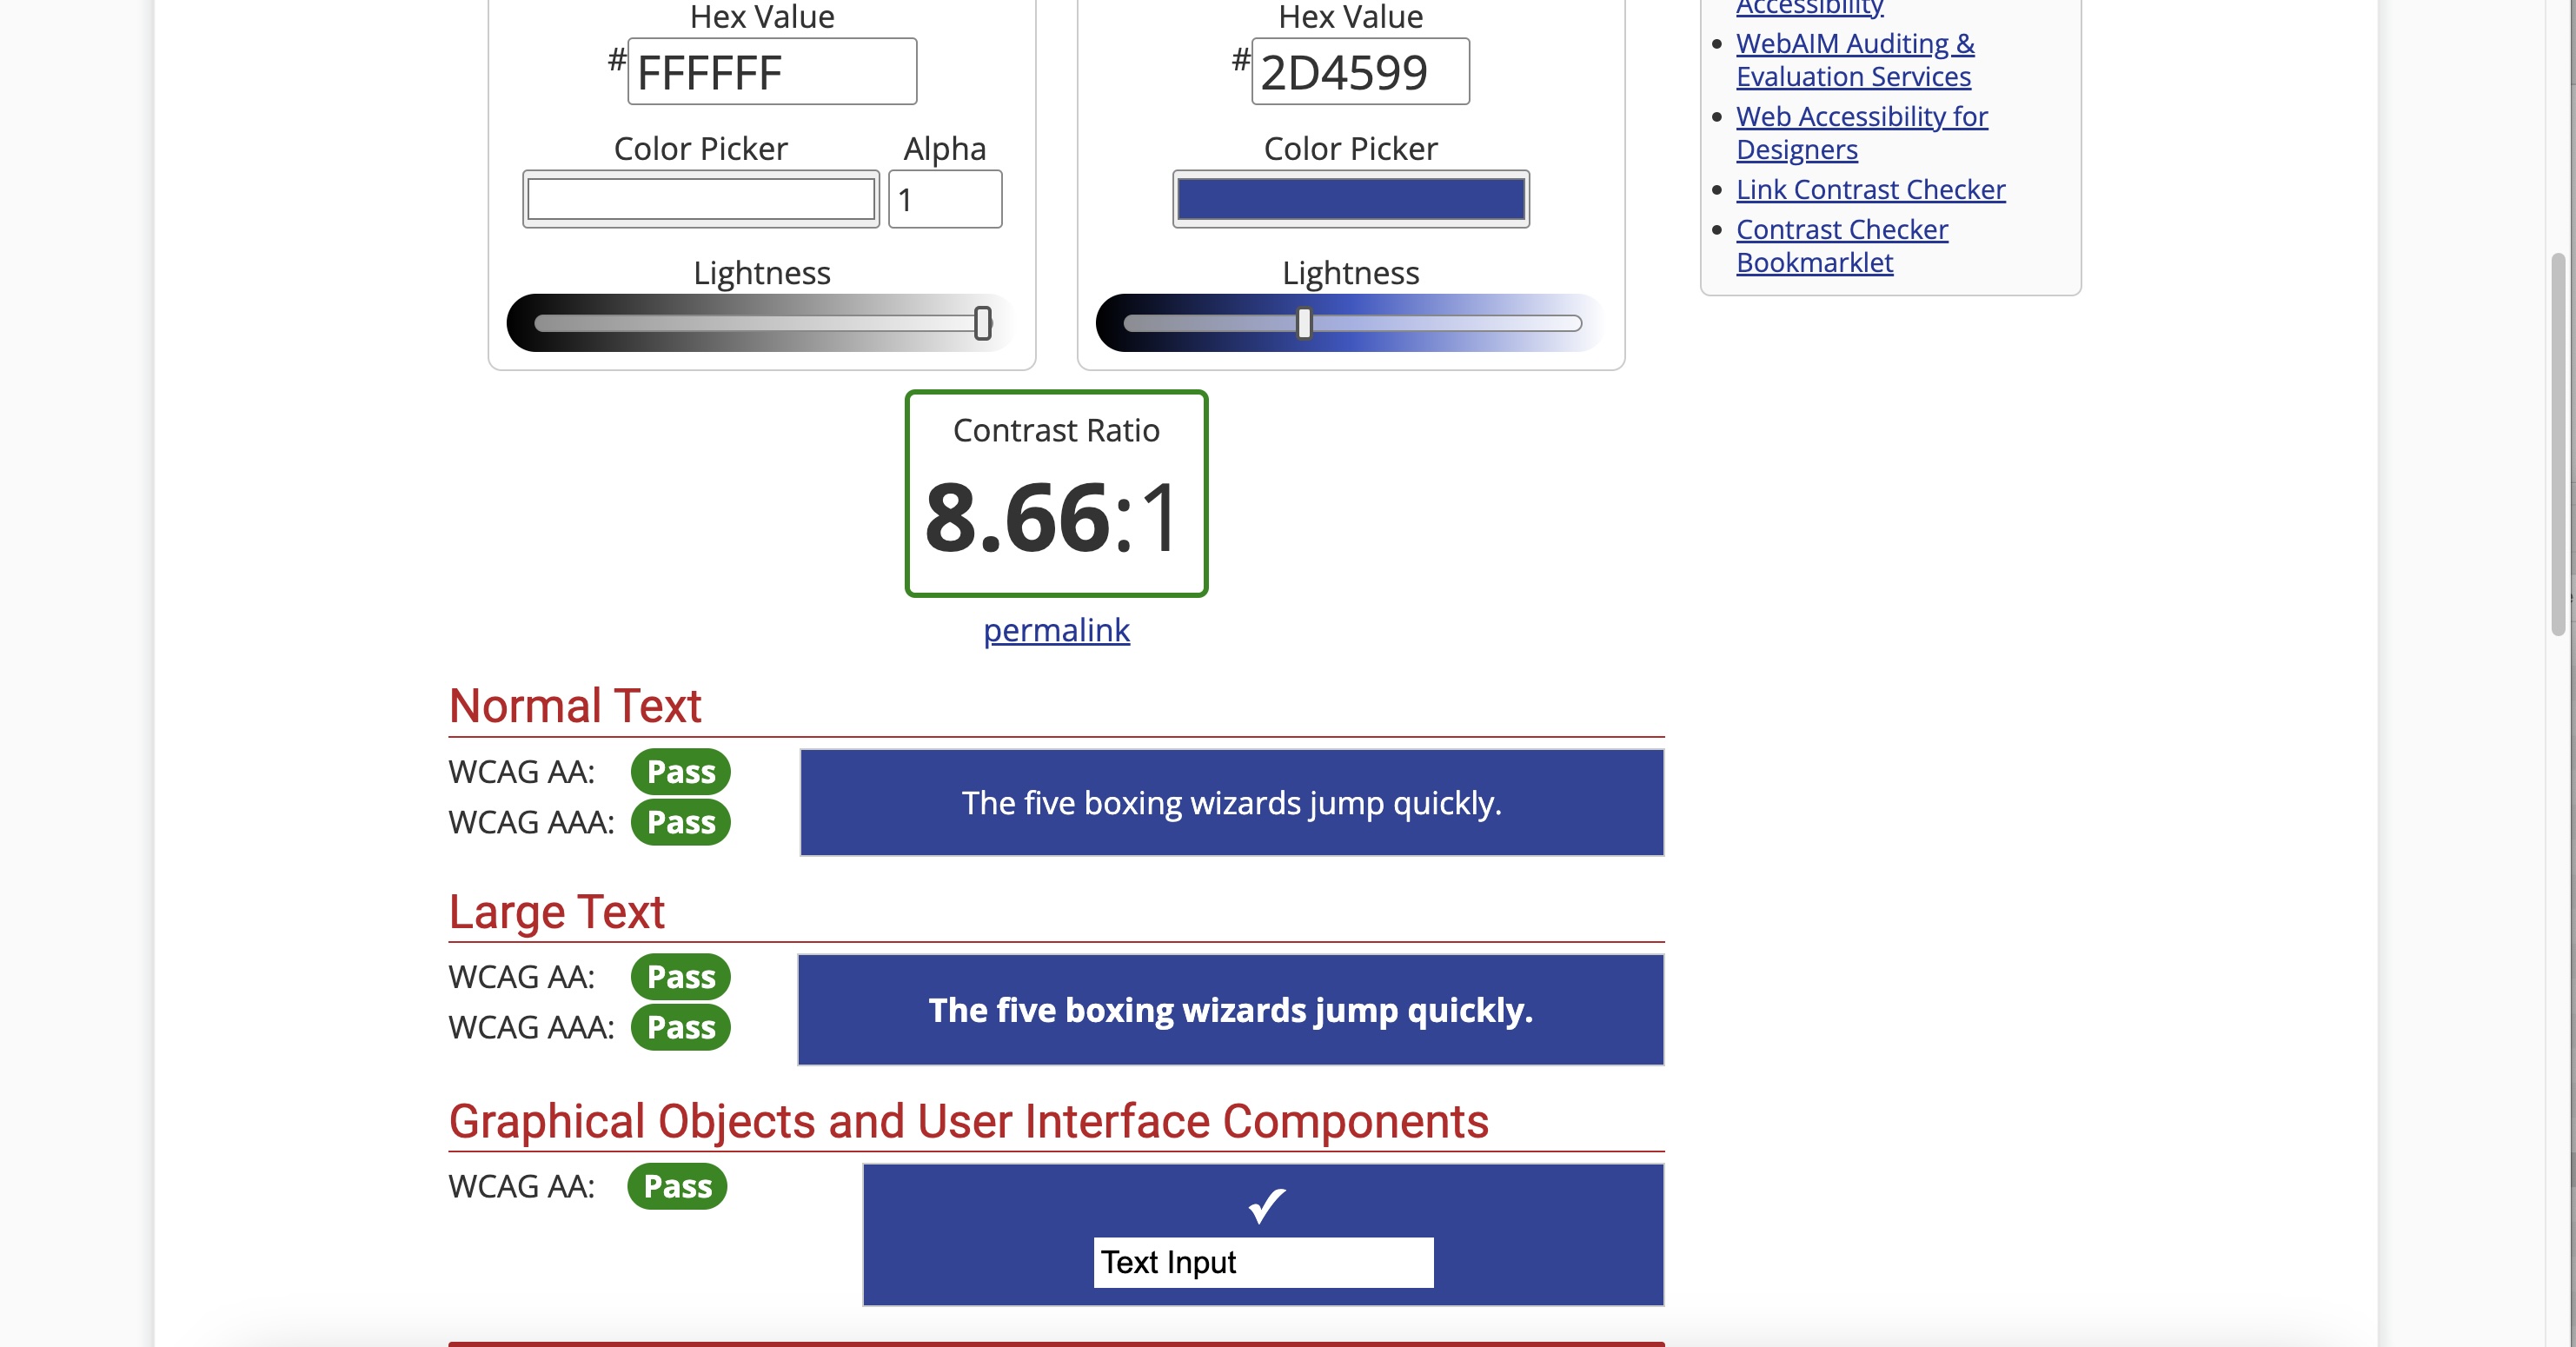 Hex Value
# FFFFFF
Color Picker
Alpha
1
Lightness
Hex Value
# 2D4599
Color Picker
Lightness
Contrast Ratio
8.66:1
permalink
Normal Text
WCAG AA: Pass
WCAG AAA: Pass
The five boxing wizards jump quickly.
Large Text
WCAG AA: Pass
WCAG AAA: Pass
The five boxing wizards jump quickly.
Graphical Objects and User Interface Components
WCAG AA: Pass
✓
Text Input
Accessibility
WebAIM Auditing &
Evaluation Services
Web Accessibility for
Designers
Link Contrast Checker
Contrast Checker
Bookmarklet